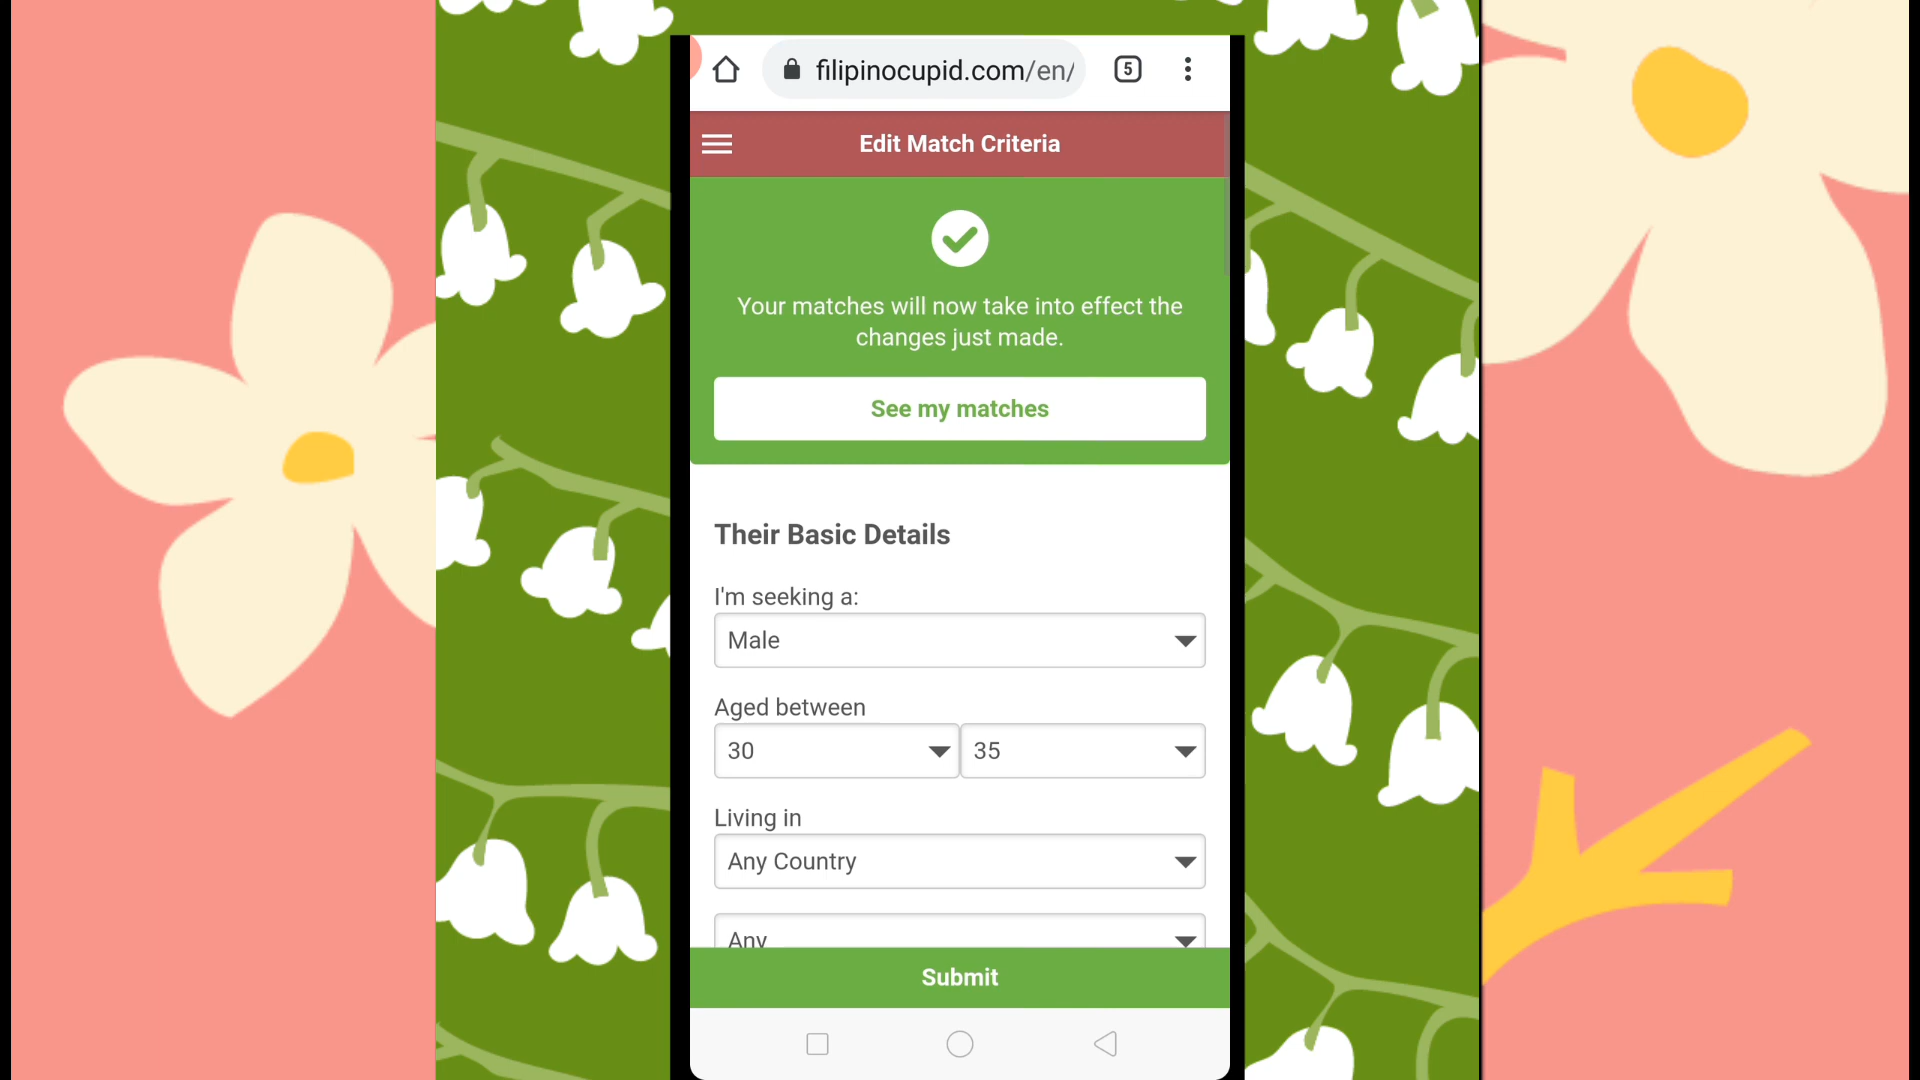 filipinocupid.com/en/
5
Edit Match Criteria
Your matches will now take into effect the
changes just made.
See my matches
Their Basic Details
I'm seeking a:
Male
Aged between
30
35
Living in
Any Country
Any
Submit